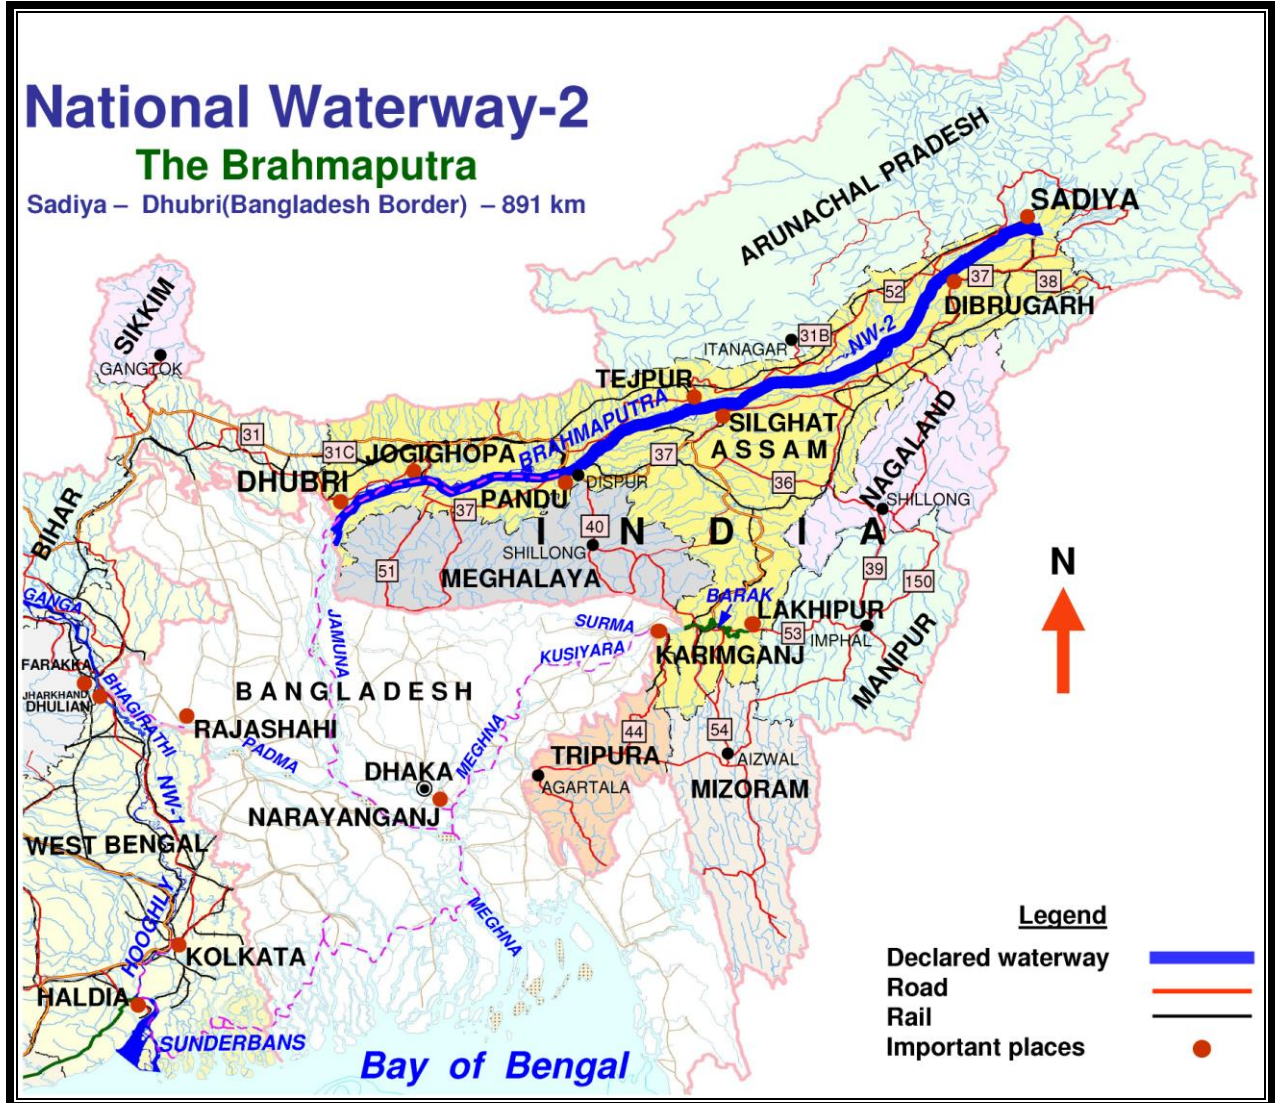 National Waterway-2
The Brahmaputra
Sadiya – Dhubri(Bangladesh Border) – 891 km
ARUNACHAL PRADESH
SADIYA
37
38
52
DIBRUGARH
SIKKIM
GANGTOK
ITANAGAR
31B
NW-2
TEJPUR
BRAHMAPUTRA
SILGHAT
ASSAM
NAGALAND
31
31C
JOGIGHOPA
37
DHUBRI
PANDU
DISPUR
36
SHILLONG
37
BIHAR
I N D I A
40
SHILLONG
51
MEGHALAYA
39
150
N
GANGA
BARAK
LAKHIPUR
JAMUNA
SURMA
53
IMPHAL
KUSIYARA
KARIMGANJ
MANIPUR
FARAKKA
JHARKHAND
DHULIAN
BHAGIRATHI
BANGLADESH
RAJASHAHI
PADMA
MEGHNA
44
54
TRIPURA
AIZWAL
DHAKA
AGARTALA
MIZORAM
NARAYANGANJ
NW-1
WEST BENGAL
HOOGHLY
MEGHNA
KOLKATA
HALDIA
SUNDERBANS
Bay of Bengal
Legend
Declared waterway
Road
Rail
Important places